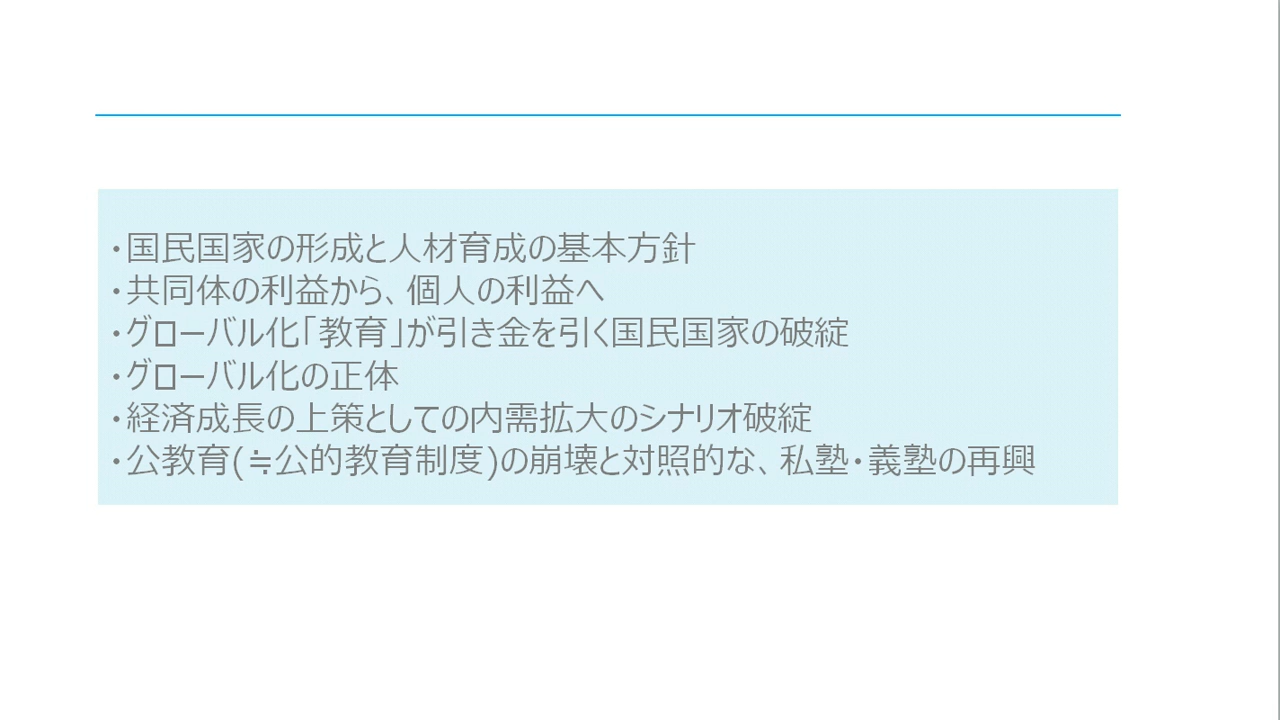 ・国民国家の形成と人材育成の基本方針
・共同体の利益から、個人の利益へ
・グローバル化「教育」が引き金を引く国民国家の破綻
・グローバル化の正体
・経済成長の上策としての内需拡大のシナリオ破綻
・公教育(≒公的教育制度)の崩壊と対照的な、私塾・義塾の再興